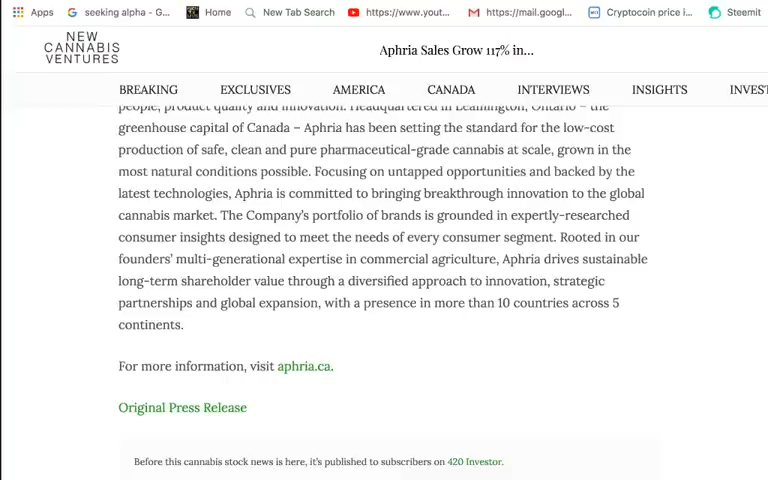 Apps seeking alpha - G... Home New Tab Search https://www.yout... https://mail.googl... Cryptocoin price i... Steemit
NEW
CANNABIS
VENTURES
Aphria Sales Grow 117% in...
BREAKING EXCLUSIVES AMERICA CANADA INTERVIEWS INSIGHTS INVEST
people, product quality and innovation. Headquartered in Leamington, Ontario – the
greenhouse capital of Canada – Aphria has been setting the standard for the low-cost
production of safe, clean and pure pharmaceutical-grade cannabis at scale, grown in the
most natural conditions possible. Focusing on untapped opportunities and backed by the
latest technologies, Aphria is committed to bringing breakthrough innovation to the global
cannabis market. The Company’s portfolio of brands is grounded in expertly-researched
consumer insights designed to meet the needs of every consumer segment. Rooted in our
founders’ multi-generational expertise in commercial agriculture, Aphria drives sustainable
long-term shareholder value through a diversified approach to innovation, strategic
partnerships and global expansion, with a presence in more than 10 countries across 5
continents.
For more information, visit aphria.ca.
Original Press Release
Before this cannabis stock news is here, it’s published to subscribers on 420 Investor.